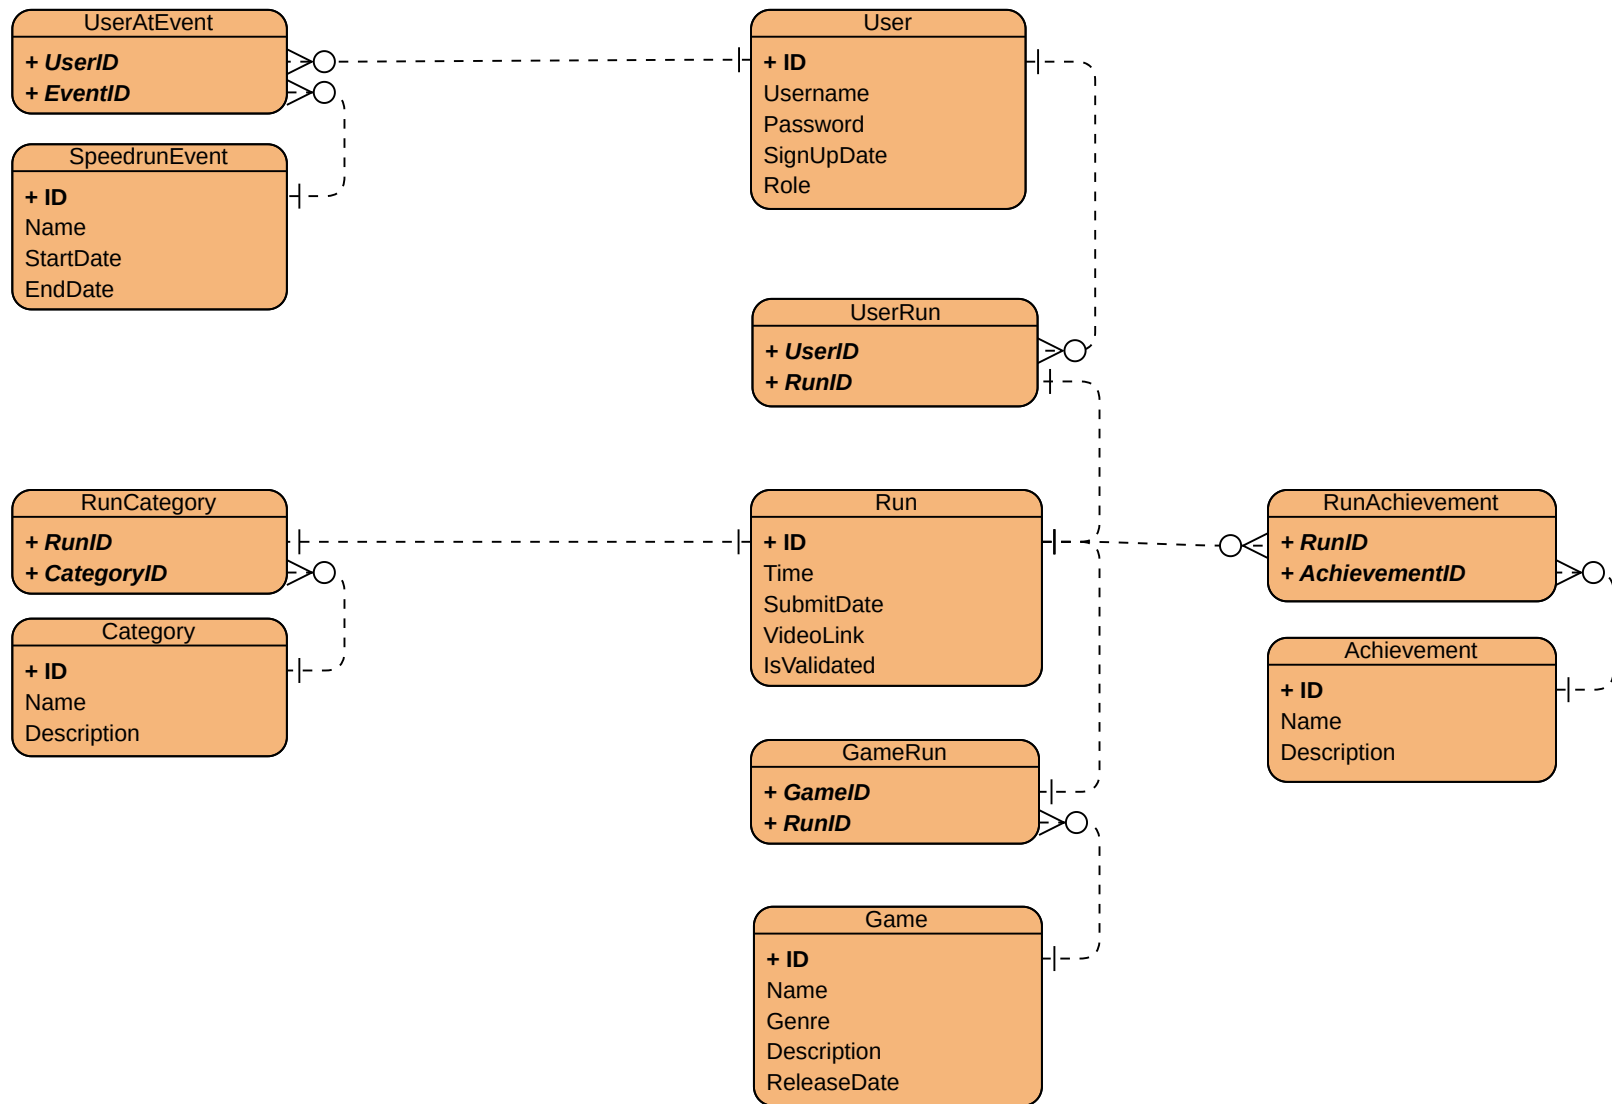 UserAtEvent
+ UserID
+ EventID
SpeedrunEvent
+ ID
Name
StartDate
EndDate
User
+ ID
Username
Password
SignUpDate
Role
UserRun
+ UserID
+ RunID
RunCategory
+ RunID
+ CategoryID
Category
+ ID
Name
Description
Run
+ ID
Time
SubmitDate
VideoLink
IsValidated
RunAchievement
+ RunID
+ AchievementID
Achievement
+ ID
Name
Description
GameRun
+ GameID
+ RunID
Game
+ ID
Name
Genre
Description
ReleaseDate